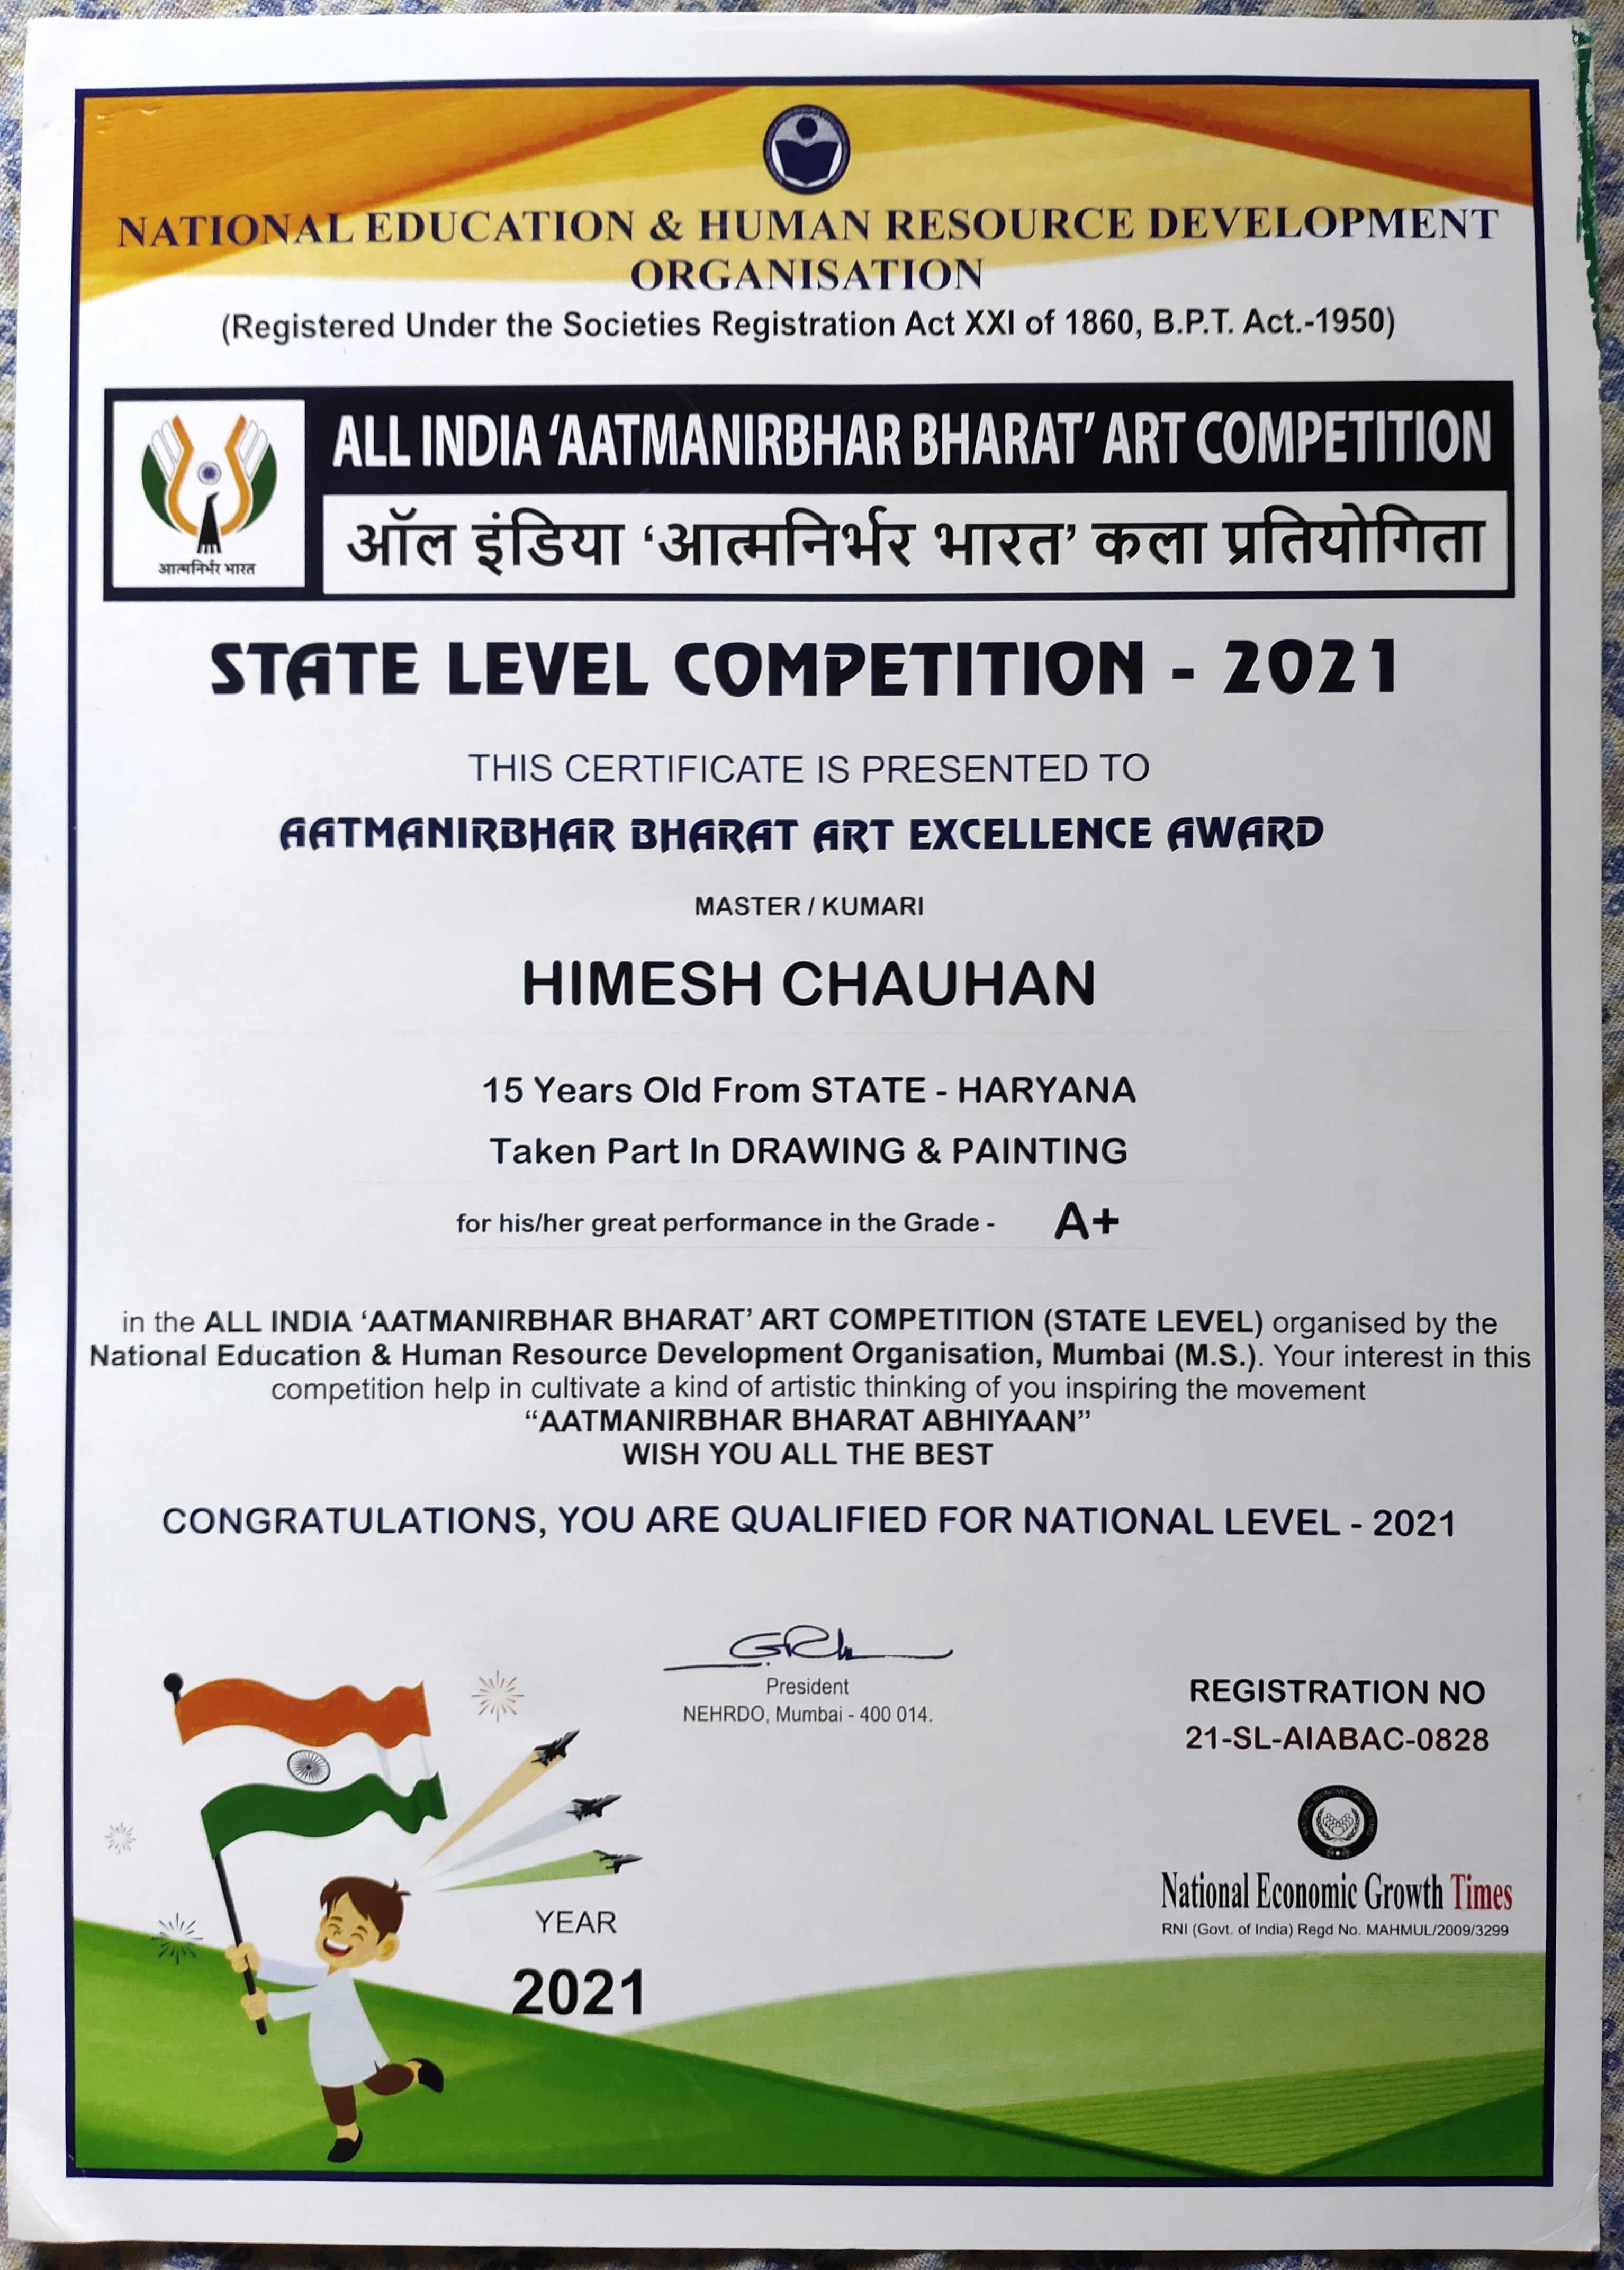 NATIONAL EDUCATION & HUMAN RESOURCE DEVELOPMENT
ORGANISATION
(Registered Under the Societies Registration Act XXI of 1860, B.P.T. Act.-1950)
ALL INDIA ‘AATMANIRBHAR BHARAT’ ART COMPETITION
ऑल इंडिया ‘आत्मनिर्भर भारत’ कला प्रतियोगिता
आत्मनिर्भर भारत
STATE LEVEL COMPETITION - 2021
THIS CERTIFICATE IS PRESENTED TO
AATMANIRBHAR BHARAT ART EXCELLENCE AWARD
MASTER / KUMARI
HIMESH CHAUHAN
15 Years Old From STATE - HARYANA
Taken Part In DRAWING & PAINTING
for his/her great performance in the Grade - A+
in the ALL INDIA ‘AATMANIRBHAR BHARAT’ ART COMPETITION (STATE LEVEL) organised by the
National Education & Human Resource Development Organisation, Mumbai (M.S.). Your interest in this
competition help in cultivate a kind of artistic thinking of you inspiring the movement
“AATMANIRBHAR BHARAT ABHIYAAN”
WISH YOU ALL THE BEST
CONGRATULATIONS, YOU ARE QUALIFIED FOR NATIONAL LEVEL - 2021
President
NEHRDO, Mumbai - 400 014.
REGISTRATION NO
21-SL-AIABAC-0828
National Economic Growth Times
RNI (Govt. of India) Regd No. MAHMUL/2009/3299
YEAR
2021